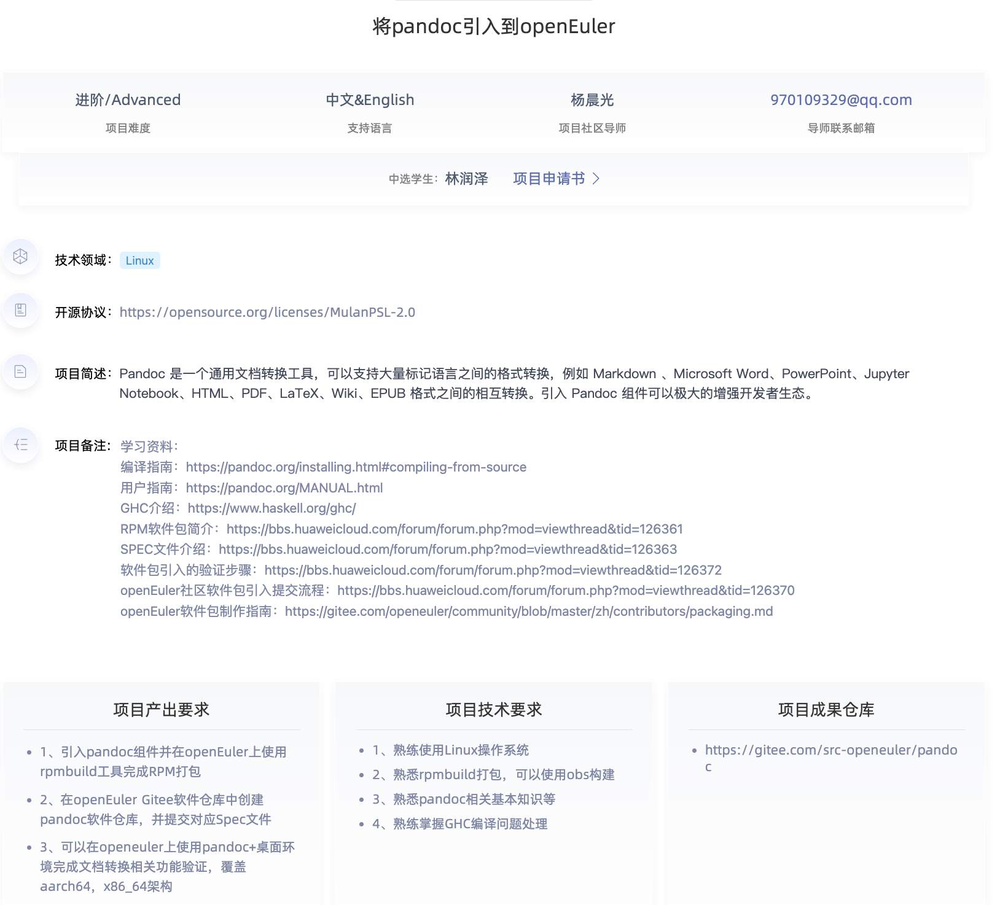 将pandoc引入到openEuler
进阶/Advanced
项目难度
中文&English
支持语言
杨晨光
项目社区导师
970109329@qq.com
导师联系邮箱
中选学生：林润泽 项目申请书 >
技术领域： Linux
开源协议： https://opensource.org/licenses/MulanPSL-2.0
项目简述： Pandoc 是一个通用文档转换工具，可以支持大量标记语言之间的格式转换，例如 Markdown 、Microsoft Word、PowerPoint、Jupyter
Notebook、HTML、PDF、LaTeX、Wiki、EPUB 格式之间的相互转换。引入 Pandoc 组件可以极大的增强开发者生态。
项目备注: 学习资料：
编译指南：https://pandoc.org/installing.html#compiling-from-source
用户指南：https://pandoc.org/MANUAL.html
GHC介绍：https://www.haskell.org/ghc/
RPM软件包简介：https://bbs.huaweicloud.com/forum/forum.php?mod=viewthread&tid=126361
SPEC文件介绍：https://bbs.huaweicloud.com/forum/forum.php?mod=viewthread&tid=126363
软件包引入的验证步骤：https://bbs.huaweicloud.com/forum/forum.php?mod=viewthread&tid=126372
openEuler社区软件包引入提交流程：https://bbs.huaweicloud.com/forum/forum.php?mod=viewthread&tid=126370
openEuler软件包制作指南：https://gitee.com/openeuler/community/blob/master/zh/contributors/packaging.md
项目产出要求
• 1、引入pandoc组件并在openEuler上使用
rpmbuild工具完成RPM打包
• 2、在openEuler Gitee软件仓库中创建
pandoc软件仓库，并提交对应Spec文件
• 3、可以在openeuler上使用pandoc+桌面环
境完成文档转换相关功能验证，覆盖
aarch64，x86_64架构
项目技术要求
• 1、熟练使用Linux操作系统
• 2、熟悉rpmbuild打包，可以使用obs构建
• 3、熟悉pandoc相关基本知识等
• 4、熟练掌握GHC编译问题处理
项目成果仓库
• https://gitee.com/src-openeuler/pando
c